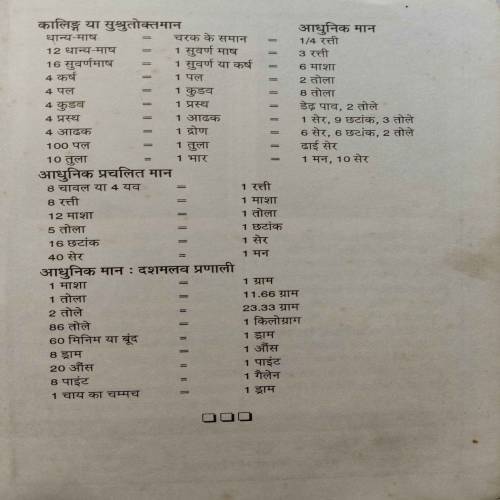 कालिङ्ग या सुश्रुतोक्तमान आधुनिक मान
धान्य-माष = चरक के समान = 1/4 रत्ती
12 धान्य-माष = 1 सुवर्ण माष = 3 रत्ती
16 सुवर्णमाष = 1 सुवर्ण या कर्ष = 6 माशा
4 कर्ष = 1 पल = 2 तोला
4 पल = 1 कुडव = 8 तोला
4 कुडव = 1 प्रस्थ = डेढ़ पाव, 2 तोले
4 प्रस्थ = 1 आढक = 1 सेर, 9 छटांक, 3 तोले
4 आढक = 1 द्रोण = 6 सेर, 6 छटांक, 2 तोले
100 पल = 1 तुला = ढाई सेर
10 तुला = 1 भार = 1 मन, 10 सेर
आधुनिक प्रचलित मान
8 चावल या 4 यव = 1 रत्ती
8 रत्ती = 1 माशा
12 माशा = 1 तोला
5 तोला = 1 छटांक
16 छटांक = 1 सेर
40 सेर = 1 मन
आधुनिक मान : दशमलव प्रणाली
1 माशा = 1 ग्राम
1 तोला = 11.66 ग्राम
2 तोले = 23.33 ग्राम
86 तोले = 1 किलोग्राम
60 मिनिम या बूंद = 1 ड्राम
8 ड्राम = 1 औंस
20 औंस = 1 पाइंट
8 पाइंट = 1 गैलेन
1 चाय का चम्मच = 1 ड्राम